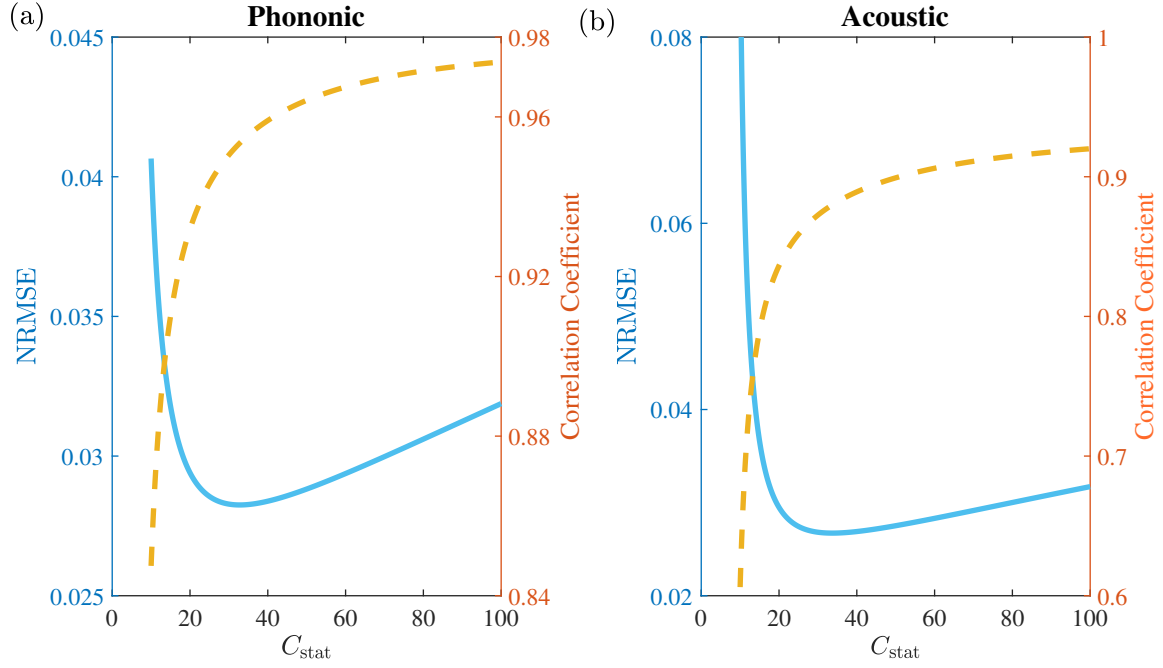 (a)
Phononic
0.045
0.04
0.035
0.03
0.025
NRMSE
0.98
0.96
0.92
0.88
0.84
Correlation Coefficient
0 20 40 60 80 100
C_stat
(b)
Acoustic
0.08
0.06
0.04
0.02
NRMSE
1
0.9
0.8
0.7
0.6
Correlation Coefficient
0 20 40 60 80 100
C_stat